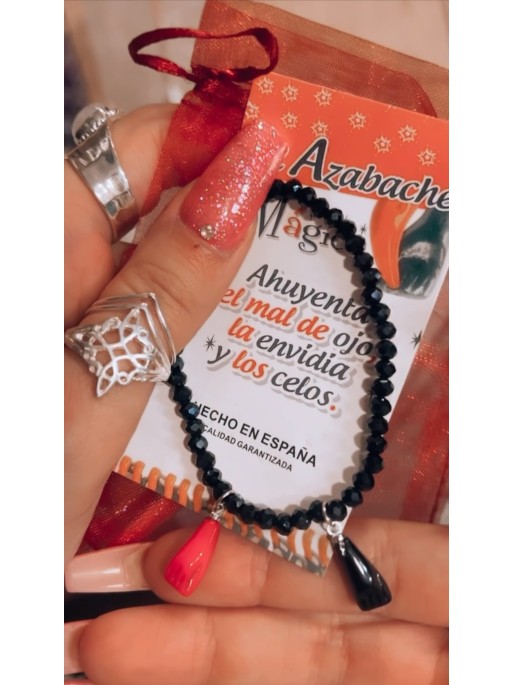 Azabache
Magic
Ahuyenta
el mal de ojo,
la envidia
y los celos.
HECHO EN ESPAÑA
CALIDAD GARANTIZADA